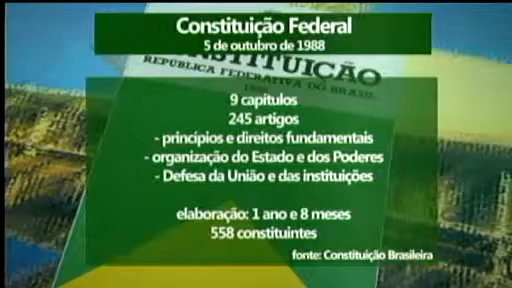 Constituição Federal
5 de outubro de 1988
CONSTITUIÇÃO
REPÚBLICA FEDERATIVA DO BRASIL
9 capítulos
245 artigos
- princípios e direitos fundamentais
- organização do Estado e dos Poderes
- Defesa da União e das instituições
elaboração: 1 ano e 8 meses
558 constituintes
fonte: Constituição Brasileira